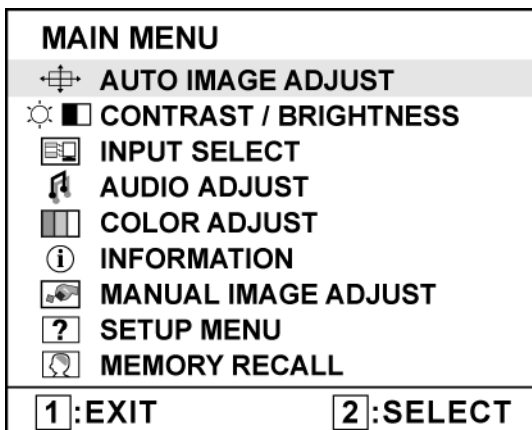 MAIN MENU
AUTO IMAGE ADJUST
CONTRAST / BRIGHTNESS
INPUT SELECT
AUDIO ADJUST
COLOR ADJUST
i INFORMATION
MANUAL IMAGE ADJUST
? SETUP MENU
MEMORY RECALL
1:EXIT 2:SELECT